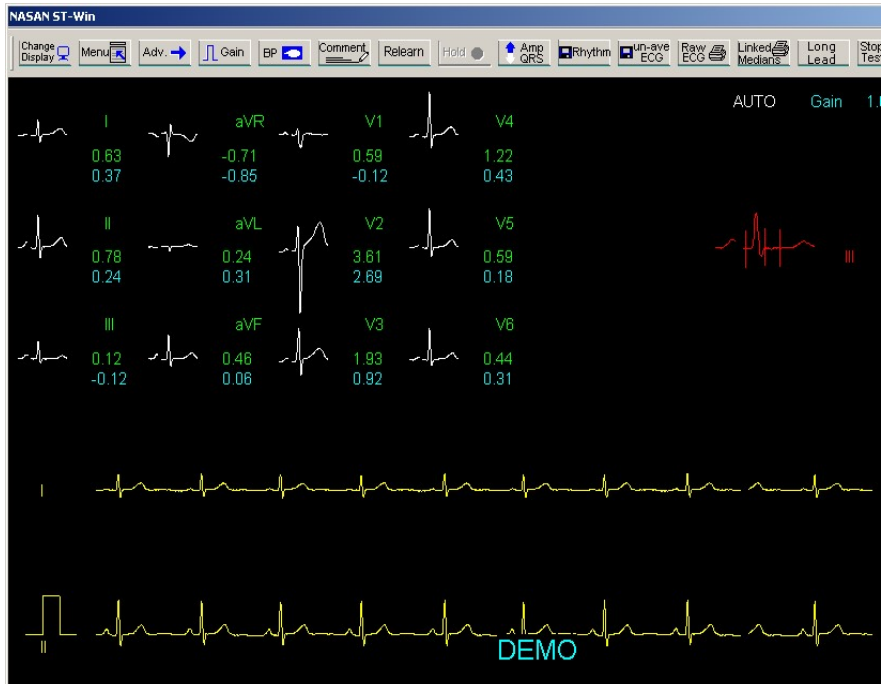 NASAN ST-Win
Change Display Menu Adv. Gain BP Comment Relearn Hold Amp QRS Rhythm un-ave ECG Raw ECG Linked Medians Long Lead Stop Test
AUTO Gain 1.0
I aVR V1 V4
0.63 -0.71 0.59 1.22
0.37 -0.85 -0.12 0.43
II aVL V2 V5
0.78 0.24 3.61 0.59
0.24 0.31 2.69 0.18
III
III aVF V3 V6
0.12 0.46 1.93 0.44
-0.12 0.06 0.92 0.31
I
II
DEMO